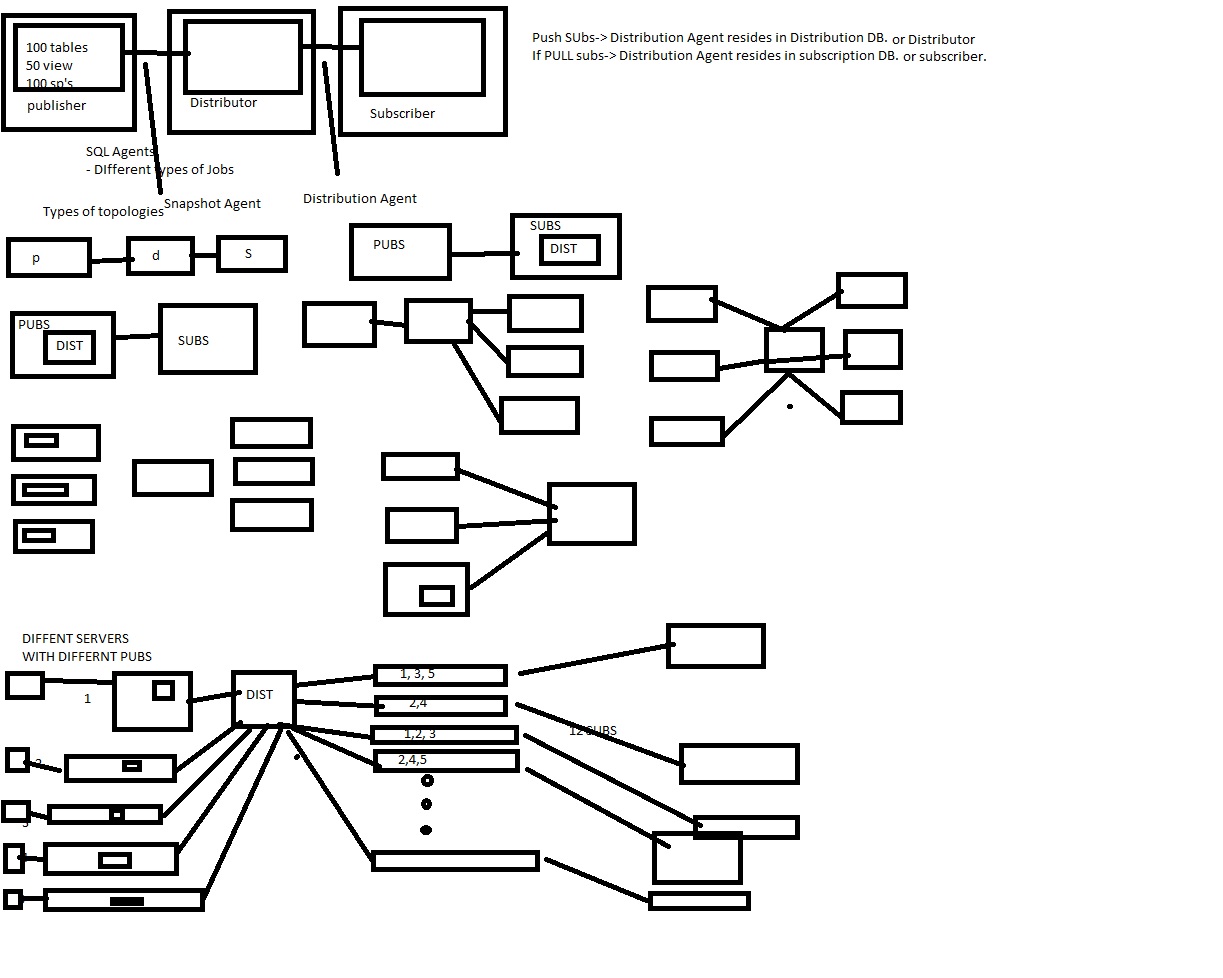 100 tables
50 view
100 sp's
publisher
Distributor
Subscriber
Push SUbs-> Distribution Agent resides in Distribution DB. or Distributor
If PULL subs-> Distribution Agent resides in subscription DB. or subscriber.
SQL Agents
- DIfferent types of Jobs
Snapshot Agent
Distribution Agent
Types of topologies
p
d
S
PUBS
SUBS
DIST
PUBS
DIST
SUBS
DIFFENT SERVERS
WITH DIFFERNT PUBS
1
DIST
1, 3, 5
2,4
1,2, 3
2,4,5
12 SUBS
2
3